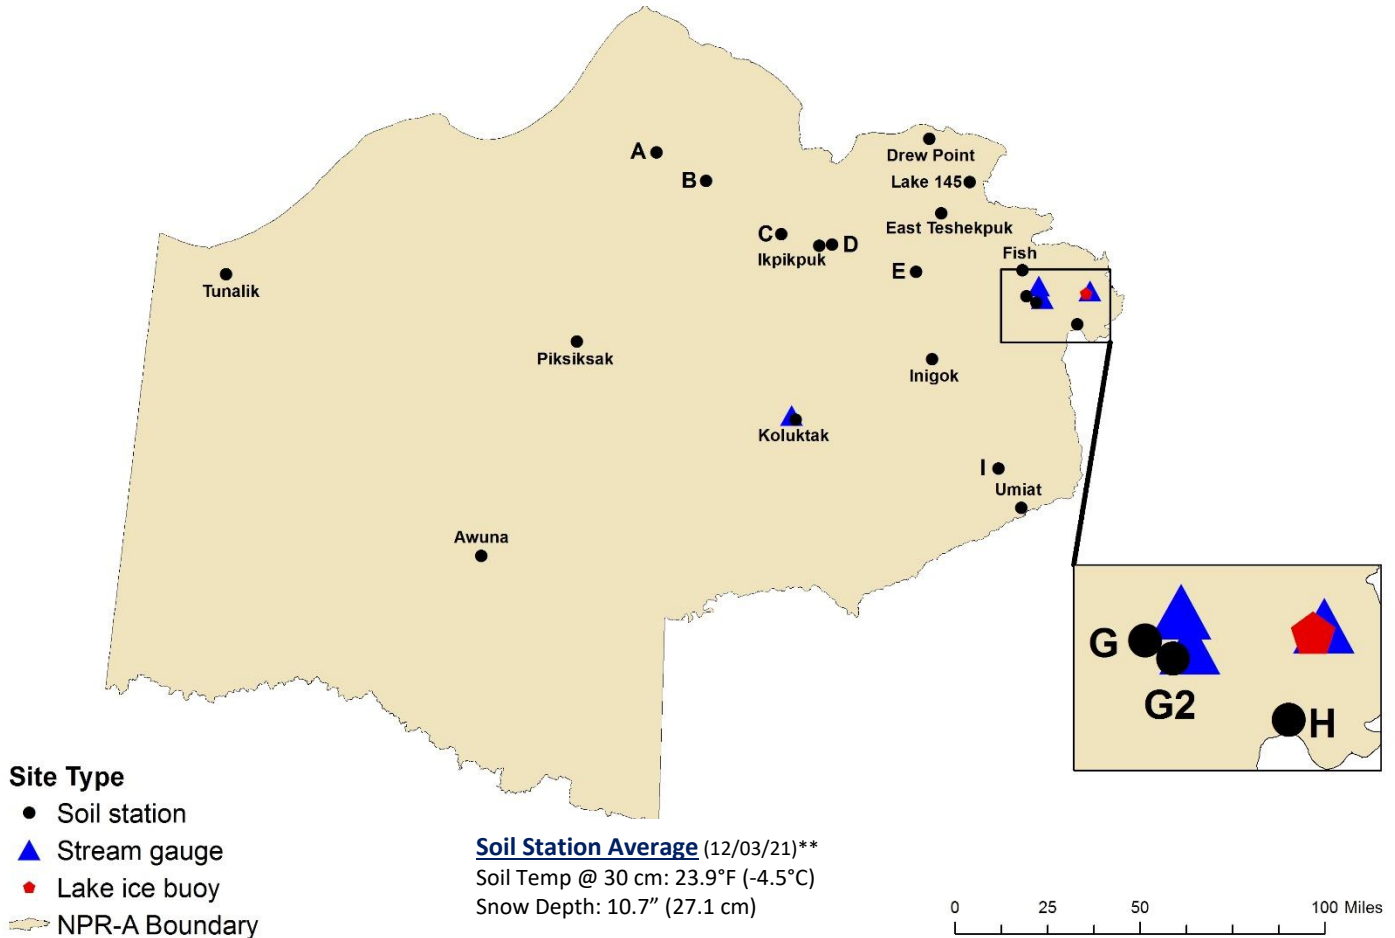 A
B
Drew Point
Lake 145
East Teshekpuk
C
D
Ikpikpuk
Fish
E
Tunalik
Piksiksak
Inigok
Koluktak
I
Umiat
Awuna
G
G2
H
Site Type
Soil station
Stream gauge
Lake ice buoy
NPR-A Boundary
Soil Station Average (12/03/21)**
Soil Temp @ 30 cm: 23.9°F (-4.5°C)
Snow Depth: 10.7” (27.1 cm)
0 25 50 100 Miles